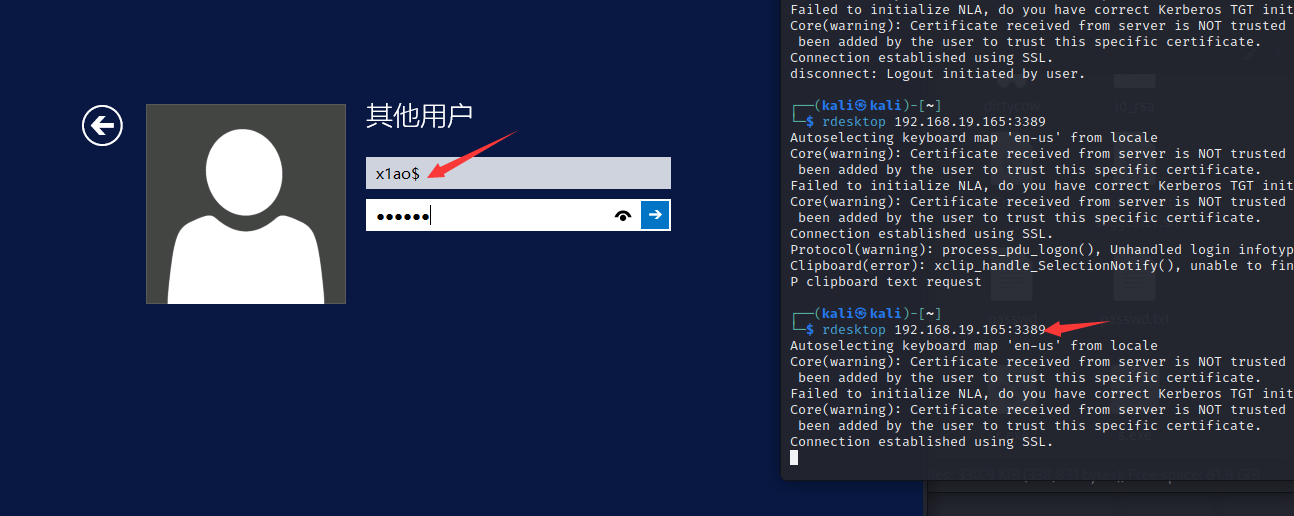 其他用户
x1ao$
Failed to initialize NLA, do you have correct Kerberos TGT init
Core(warning): Certificate received from server is NOT trusted
been added by the user to trust this specific certificate.
Connection established using SSL.
disconnect: Logout initiated by user.
┌──(kali㉿kali)-[~]
└─$ rdesktop 192.168.19.165:3389
Autoselecting keyboard map 'en-us' from locale
Core(warning): Certificate received from server is NOT trusted
been added by the user to trust this specific certificate.
Failed to initialize NLA, do you have correct Kerberos TGT init
Core(warning): Certificate received from server is NOT trusted
been added by the user to trust this specific certificate.
Connection established using SSL.
Protocol(warning): process_pdu_logon(), Unhandled login infotyp
Clipboard(error): xclip_handle_SelectionNotify(), unable to fin
P clipboard text request
┌──(kali㉿kali)-[~]
└─$ rdesktop 192.168.19.165:3389
Autoselecting keyboard map 'en-us' from locale
Core(warning): Certificate received from server is NOT trusted
been added by the user to trust this specific certificate.
Failed to initialize NLA, do you have correct Kerberos TGT init
Core(warning): Certificate received from server is NOT trusted
been added by the user to trust this specific certificate.
Connection established using SSL.